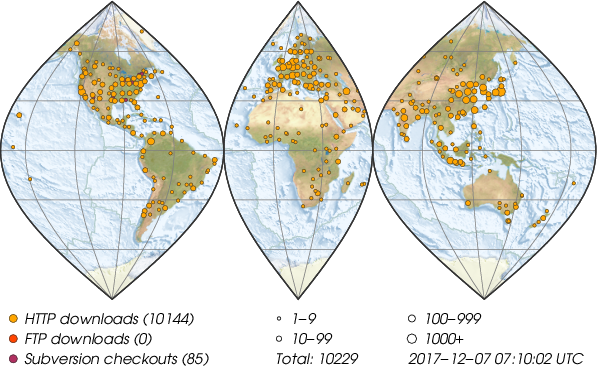 HTTP downloads (10144)
FTP downloads (0)
Subversion checkouts (85)
1–9
10–99
Total: 10229
100–999
1000+
2017–12–07 07:10:02 UTC